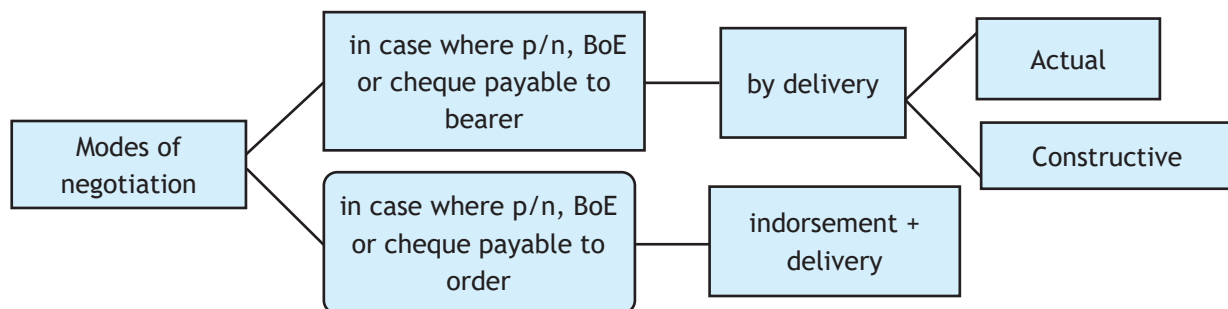 Modes of
negotiation
in case where p/n, BoE
or cheque payable to
bearer
by delivery
Actual
Constructive
in case where p/n, BoE
or cheque payable to
order
indorsement +
delivery